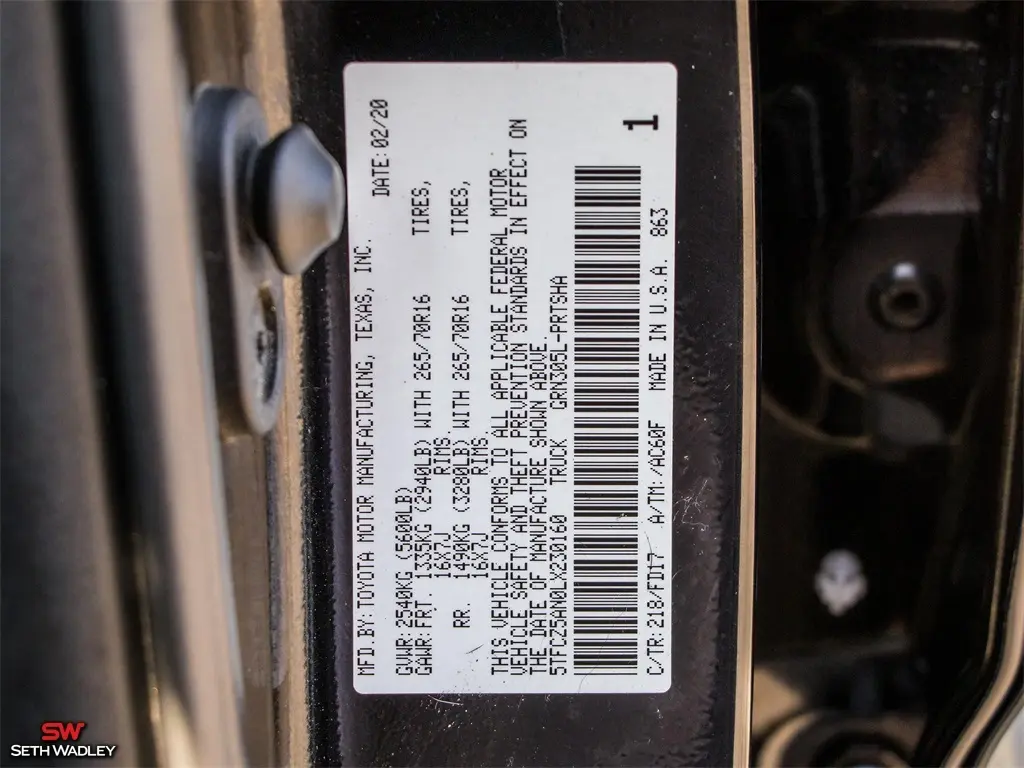 MFD.BY:TOYOTA MOTOR MANUFACTURING, TEXAS, INC.
DATE:02/20
GVWR:2540KG (5600LB)
GAWR:FRT. 1335KG (2940LB) WITH 265/70R16 TIRES,
16X7J RIMS.
RR. 1490KG (3280LB) WITH 265/70R16 TIRES,
16X7J RIMS.
THIS VEHICLE CONFORMS TO ALL APPLICABLE FEDERAL MOTOR
VEHICLE SAFETY AND THEFT PREVENTION STANDARDS IN EFFECT ON
THE DATE OF MANUFACTURE SHOWN ABOVE.
5TFCZ5AN0LX230160 TRUCK GRN305L-PRTSHA
1
C/TR:218/FD17 A/TM:/AC60F MADE IN U.S.A. 863
SW
SETH WADLEY